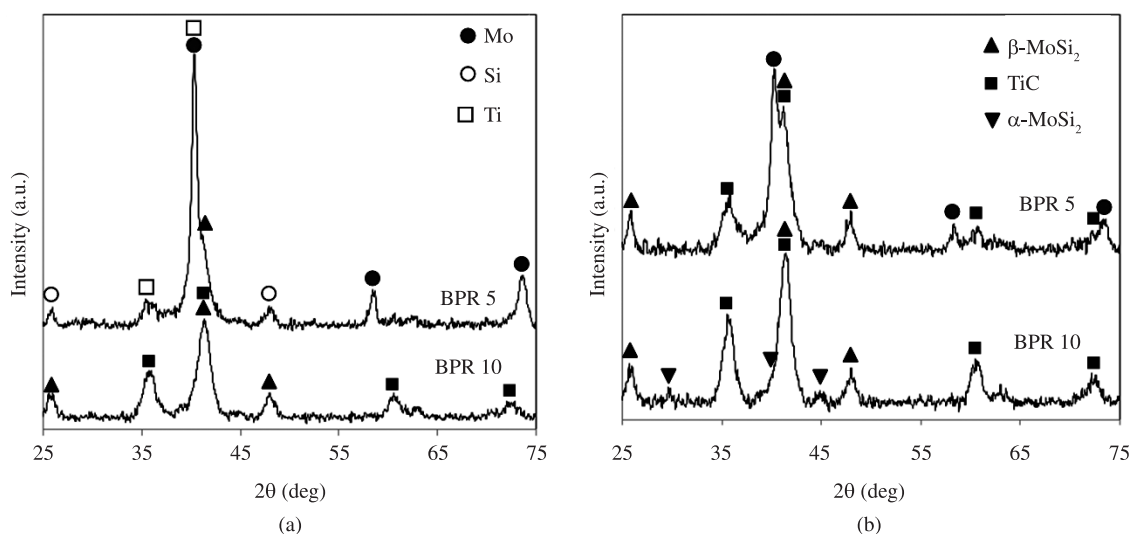 Mo
Si
Ti
Intensity (a.u.)
BPR 5
BPR 10
25 35 45 55 65 75
2θ (deg)
(a)
β-MoSi₂
TiC
α-MoSi₂
Intensity (a.u.)
BPR 5
BPR 10
25 35 45 55 65 75
2θ (deg)
(b)